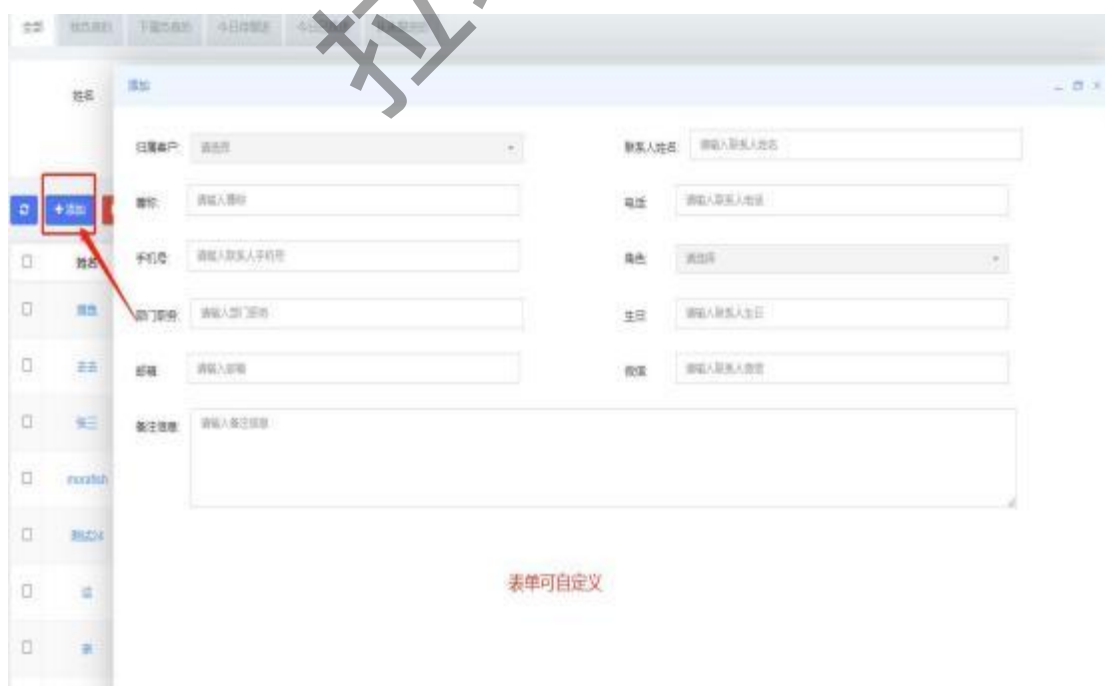 全部
姓名
添加
归属客户: 请选择
联系人姓名: 请输入联系人姓名
+添加
尊称: 请输入尊称
电话: 请输入联系人电话
姓名
手机号: 请输入联系人手机号
角色: 请选择
部门职务: 请输入部门职务
生日: 请输入联系人生日
邮箱: 请输入邮箱
微信: 请输入联系人微信
张三
备注信息: 请输入备注信息
测试24
表单可自定义